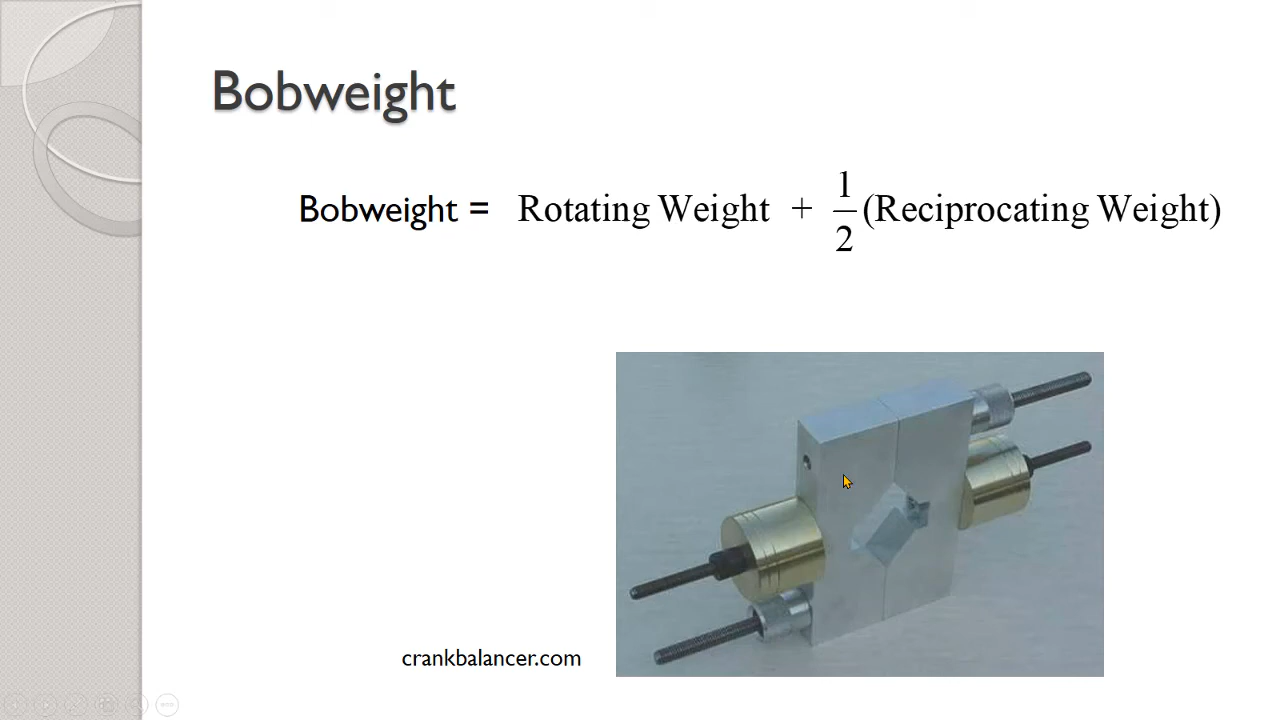 Bobweight
Bobweight = Rotating Weight + 1/2 (Reciprocating Weight)
crankbalancer.com